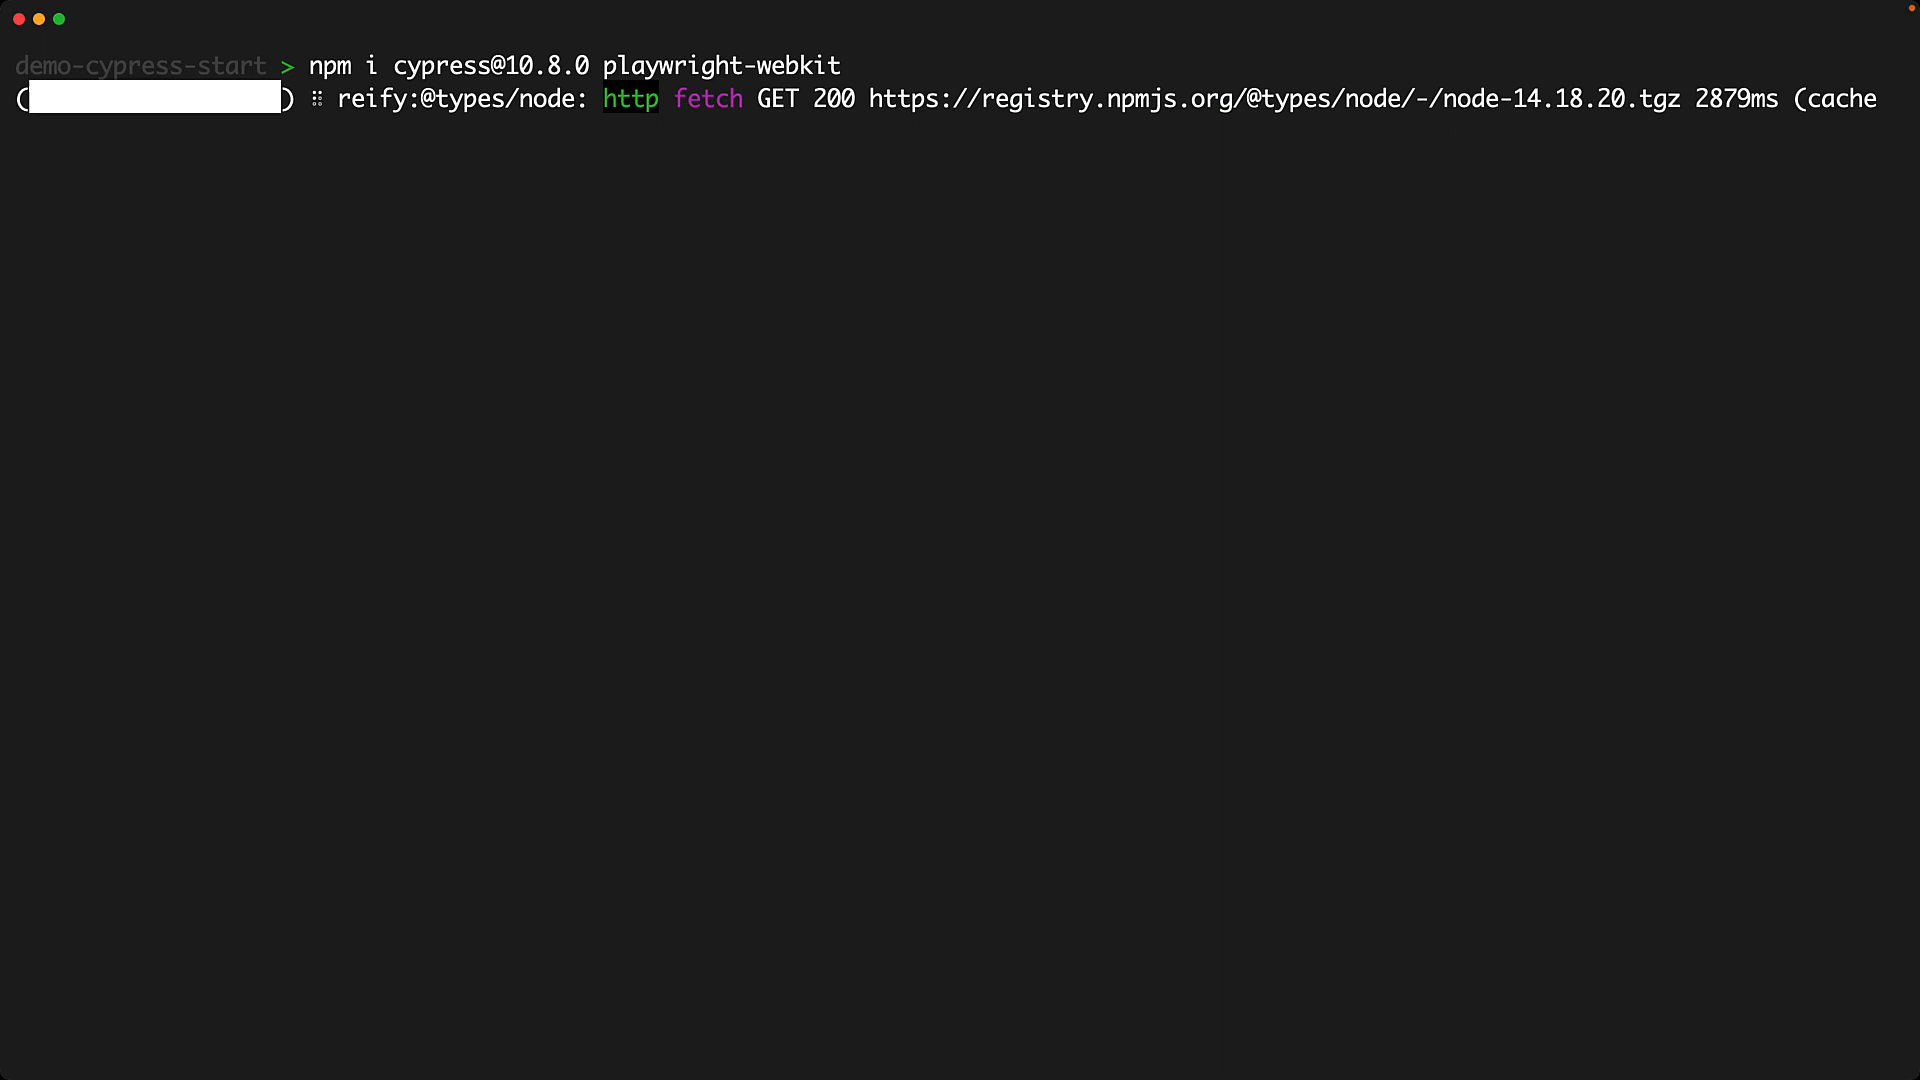 demo-cypress-start > npm i cypress@10.8.0 playwright-webkit
(                  ) ⠿ reify:@types/node: http fetch GET 200 https://registry.npmjs.org/@types/node/-/node-14.18.20.tgz 2879ms (cache